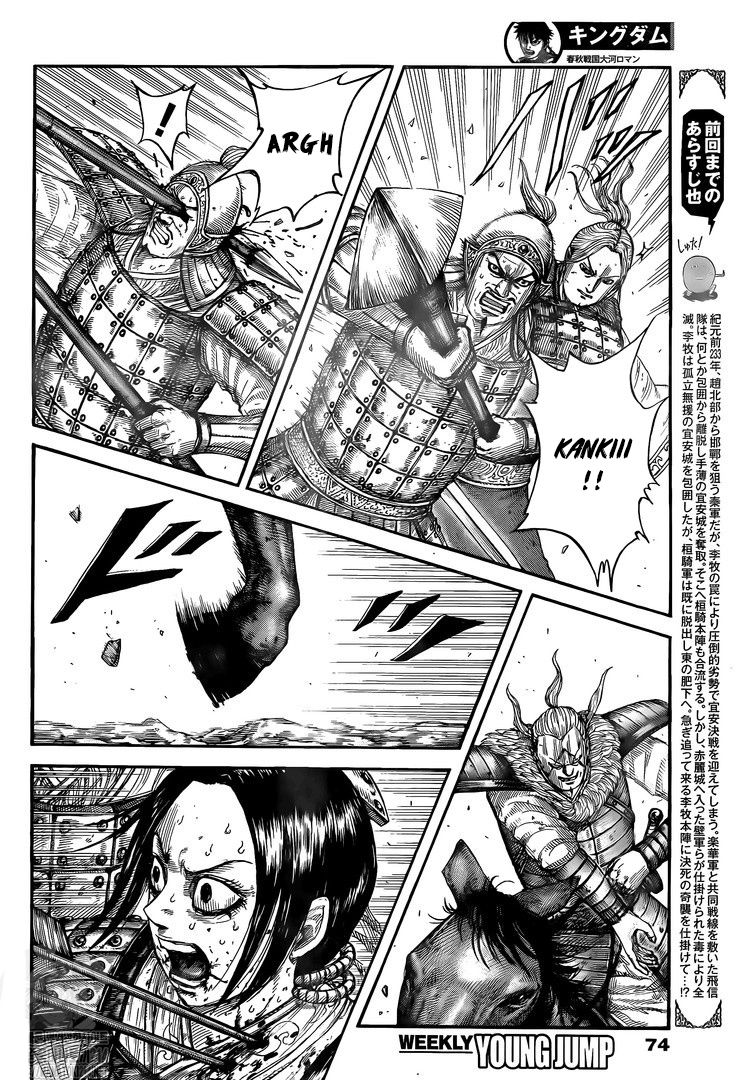 キングダム
春秋戦国大河ロマン
前回までの
あらすじ也
しゅた!
紀元前233年、趙北部から邯鄲を狙う秦軍だが、李牧の罠により圧倒的劣勢で宜安決戦を迎えてしまう。楽華軍と共同戦線を敷いた飛信
隊は、何とか包囲から離脱し手薄の宜安城を奪取。そこへ桓騎本陣も合流する。しかし、赤麗城へ入った壁軍らが仕掛けられた毒により全
滅。李牧は孤立無援の宜安城を包囲したが、桓騎軍は既に脱出し東の肥下へ。急ぎ追って来る李牧本陣に決死の奇襲を仕掛けて…!?
バババ
KANKIII
!!
ARGH
!
ドド
WEEKLY YOUNG JUMP
74